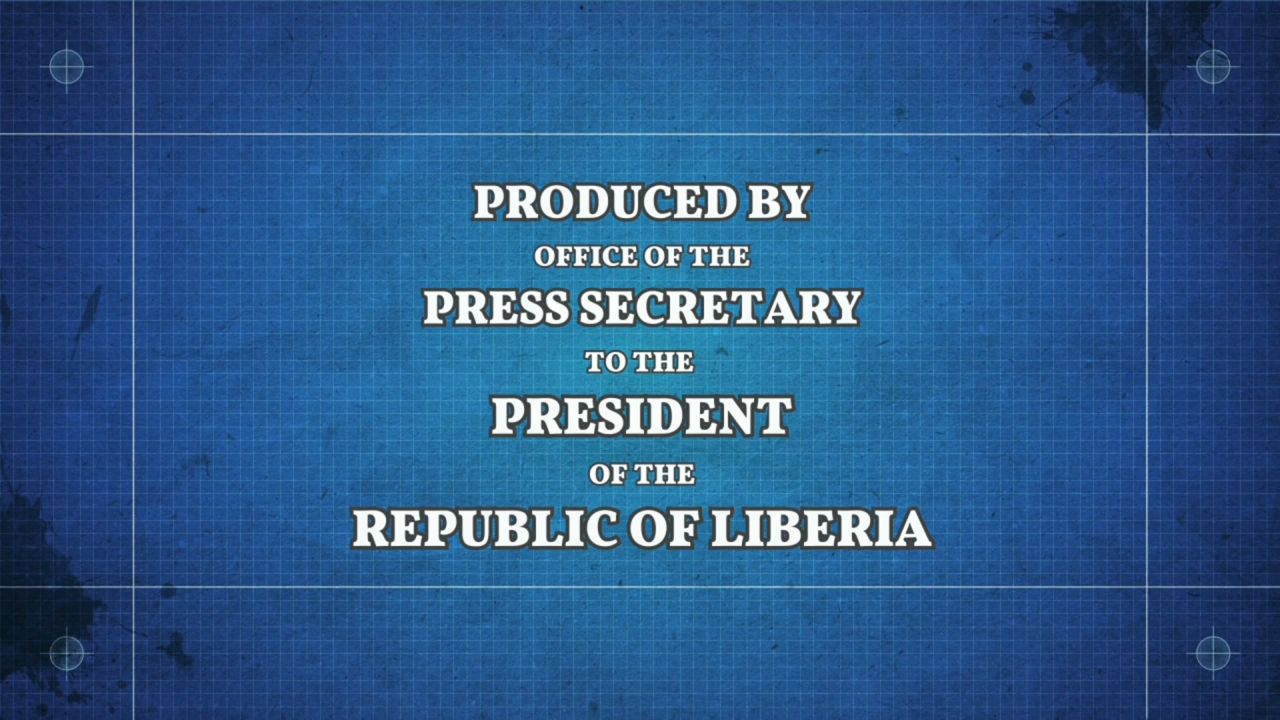 PRODUCED BY
OFFICE OF THE
PRESS SECRETARY
TO THE
PRESIDENT
OF THE
REPUBLIC OF LIBERIA